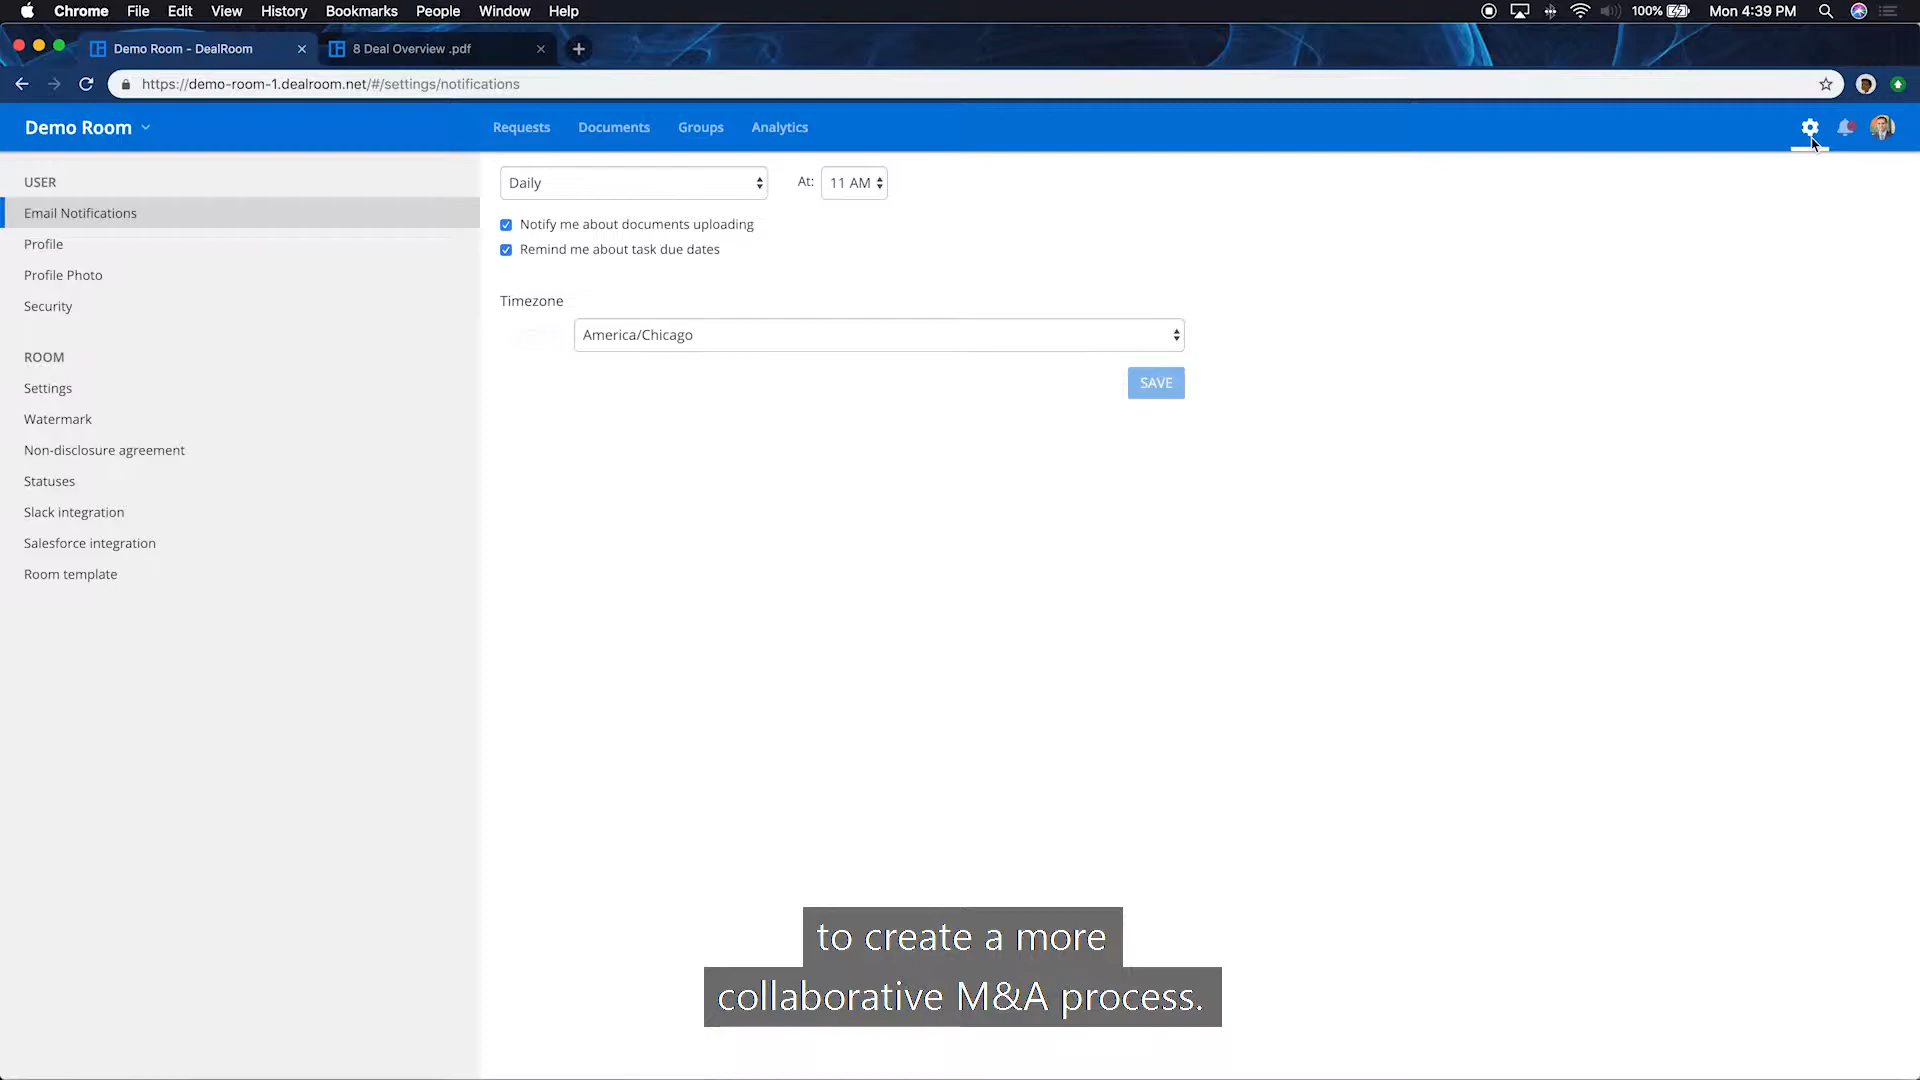 Chrome File Edit View History Bookmarks People Window Help 100% Mon 4:39 PM
Demo Room - DealRoom 8 Deal Overview .pdf
https://demo-room-1.dealroom.net/#/settings/notifications
Demo Room Requests Documents Groups Analytics
USER
Email Notifications
Profile
Profile Photo
Security
ROOM
Settings
Watermark
Non-disclosure agreement
Statuses
Slack integration
Salesforce integration
Room template
Daily At: 11 AM
Notify me about documents uploading
Remind me about task due dates
Timezone
America/Chicago
SAVE
to create a more
collaborative M&A process.